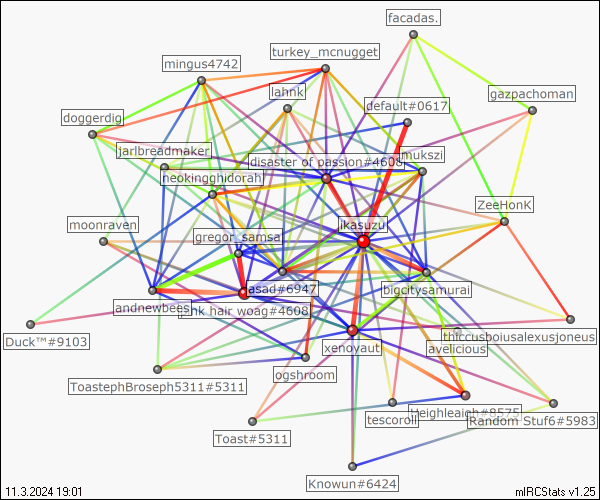 facadas.
turkey_mcnugget
mingus4742
lahnk
gazpachoman
default#0617
doggerdig
jarlbreadmaker
mukszi
disaster of passion#4608
neokingghidorah
ZeeHonK
ikasuzu
moonraven
gregor_samsa
asad#6947
bigcitysamurai
andnewbees
hair woag#4608
Duck™#9103
thiccusboiusalexusjoneus
xenoyaut
avelicious
ogshroom
ToastephBroseph5311#5311
tescoroli
Heighleaigh#8575
Random Stuf6#5983
Toast#5311
Knowun#6424
11.3.2024 19:01
mIRCStats v1.25